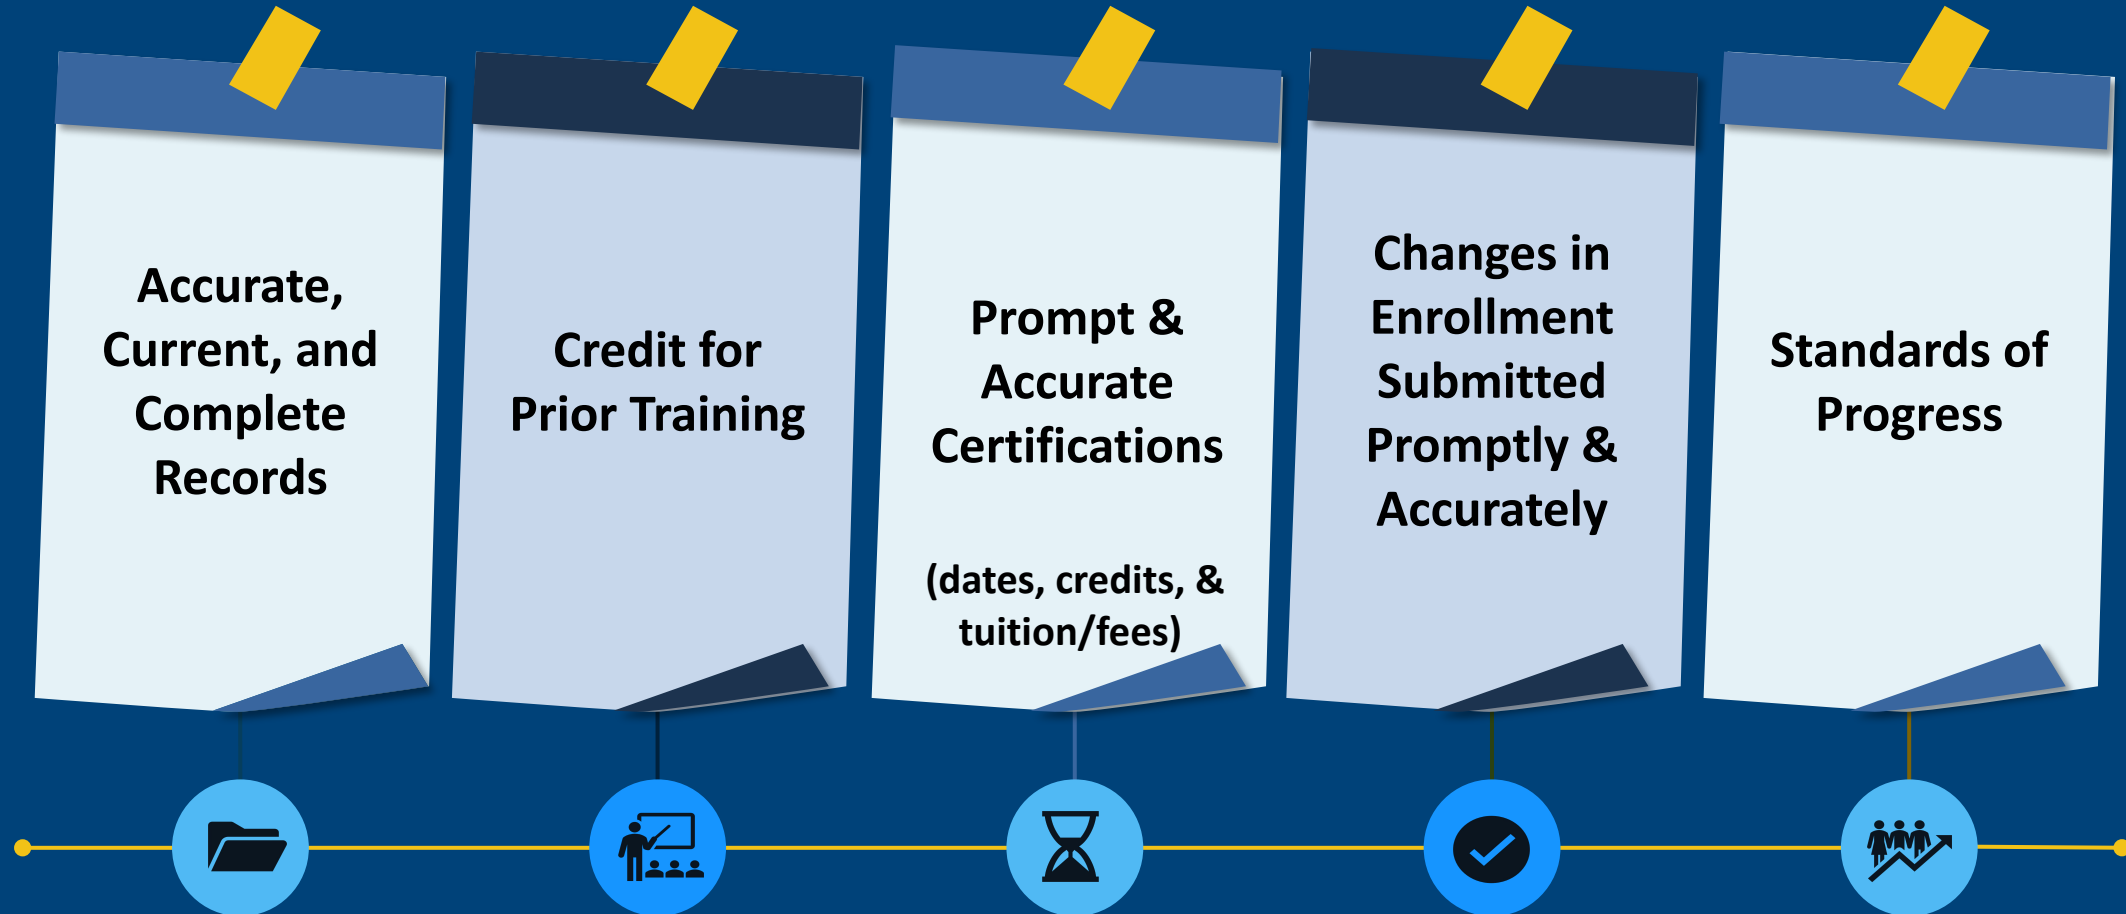 Accurate,
Current, and
Complete
Records
Credit for
Prior Training
Prompt &
Accurate
Certifications
(dates, credits, &
tuition/fees)
Changes in
Enrollment
Submitted
Promptly &
Accurately
Standards of
Progress